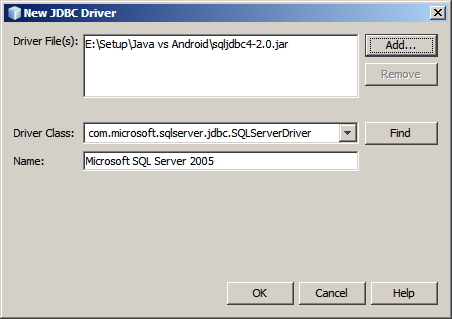 New JDBC Driver
Driver File(s):
E:\Setup\Java vs Android\sqljdbc4-2.0.jar
Add...
Remove
Driver Class:
com.microsoft.sqlserver.jdbc.SQLServerDriver
Find
Name:
Microsoft SQL Server 2005
OK
Cancel
Help